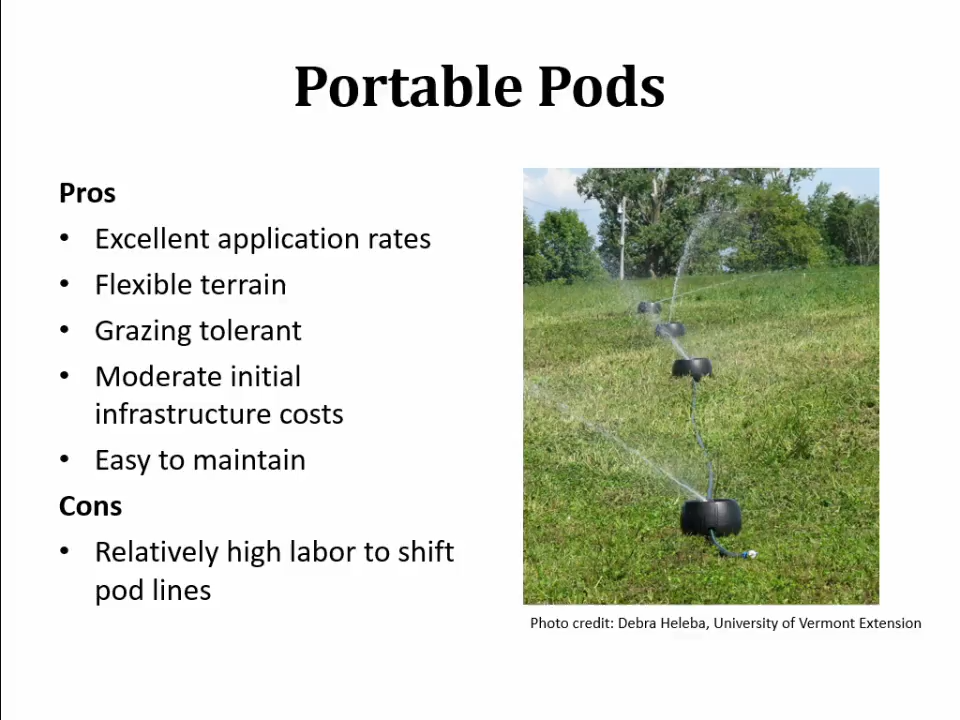 Portable Pods
Pros
• Excellent application rates
• Flexible terrain
• Grazing tolerant
• Moderate initial
infrastructure costs
• Easy to maintain
Cons
• Relatively high labor to shift
pod lines
Photo credit: Debra Heleba, University of Vermont Extension